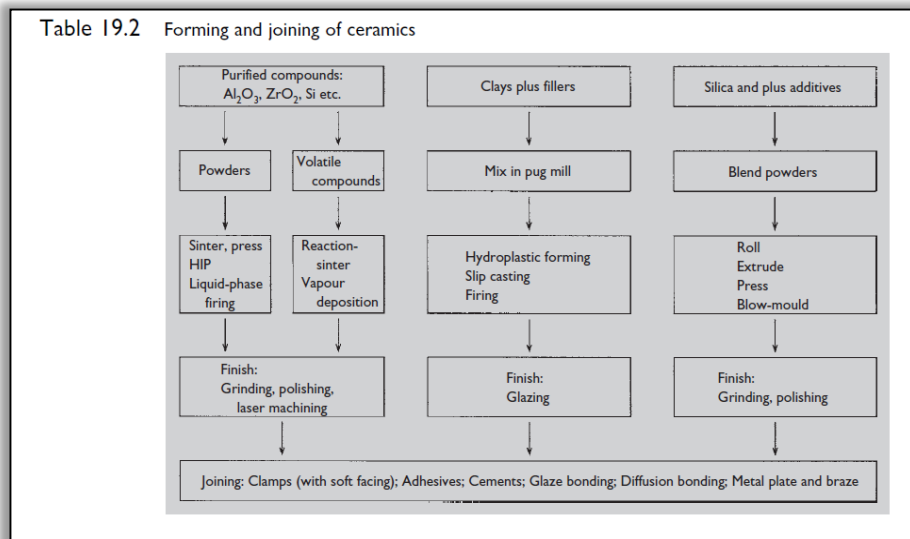 Table 19.2 Forming and joining of ceramics
Purified compounds:
Al₂O₃, ZrO₂, Si etc.
Clays plus fillers
Silica and plus additives
Powders
Volatile
compounds
Mix in pug mill
Blend powders
Sinter, press
HIP
Liquid-phase
firing
Reaction-
sinter
Vapour
deposition
Hydroplastic forming
Slip casting
Firing
Roll
Extrude
Press
Blow-mould
Finish:
Grinding, polishing,
laser machining
Finish:
Glazing
Finish:
Grinding, polishing
Joining: Clamps (with soft facing); Adhesives; Cements; Glaze bonding; Diffusion bonding; Metal plate and braze